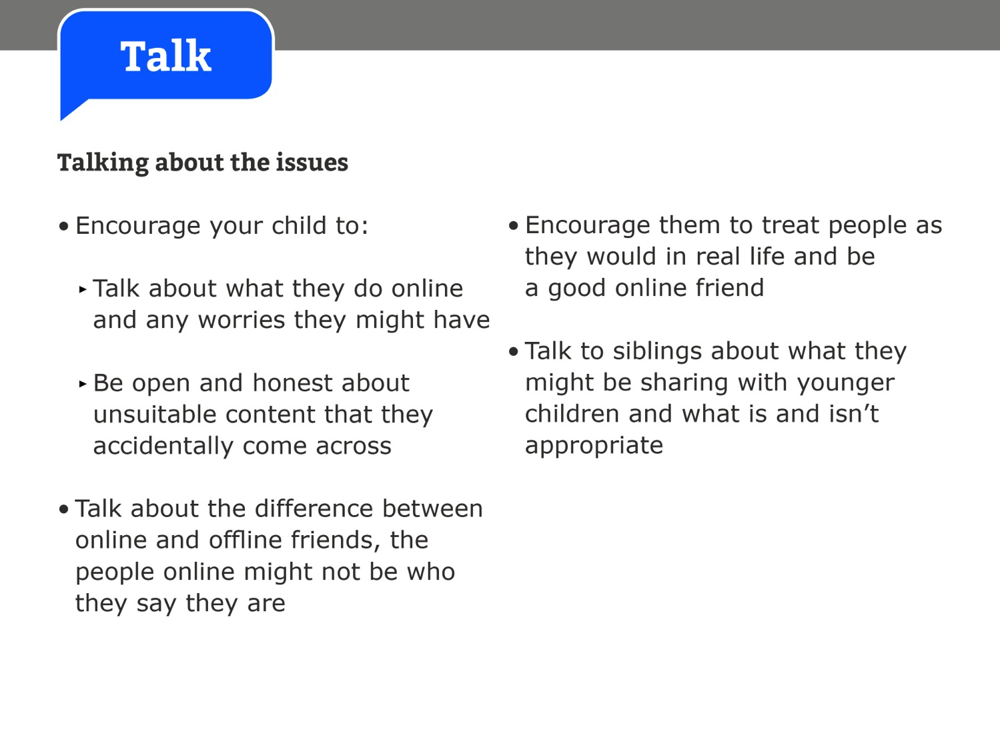 Talk
Talking about the issues
• Encourage your child to:
▸ Talk about what they do online
and any worries they might have
▸ Be open and honest about
unsuitable content that they
accidentally come across
• Talk about the difference between
online and offline friends, the
people online might not be who
they say they are
• Encourage them to treat people as
they would in real life and be
a good online friend
• Talk to siblings about what they
might be sharing with younger
children and what is and isn’t
appropriate